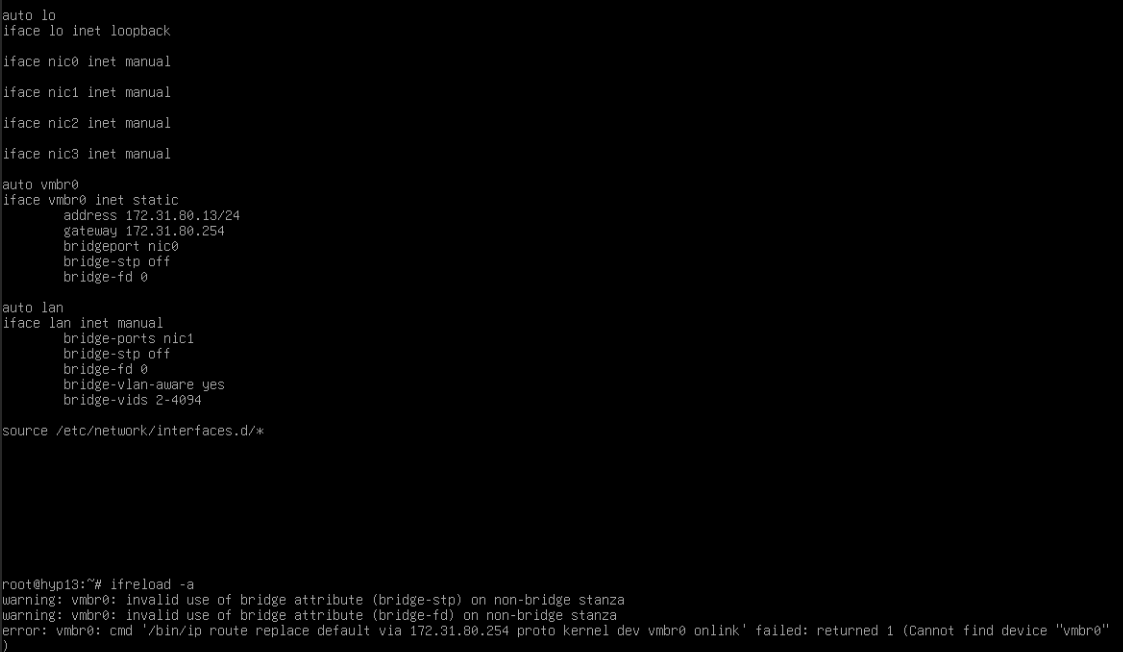 auto lo
iface lo inet loopback
iface nic0 inet manual
iface nic1 inet manual
iface nic2 inet manual
iface nic3 inet manual
auto vmbr0
iface vmbr0 inet static
address 172.31.80.13/24
gateway 172.31.80.254
bridgeport nic0
bridge-stp off
bridge-fd 0
auto lan
iface lan inet manual
bridge-ports nic1
bridge-stp off
bridge-fd 0
bridge-vlan-aware yes
bridge-vids 2-4094
source /etc/network/interfaces.d/*
root@hyp13:~# ifreload -a
warning: vmbr0: invalid use of bridge attribute (bridge-stp) on non-bridge stanza
warning: vmbr0: invalid use of bridge attribute (bridge-fd) on non-bridge stanza
error: vmbr0: cmd '/bin/ip route replace default via 172.31.80.254 proto kernel dev vmbr0 onlink' failed: returned 1 (Cannot find device "vmbr0"
)